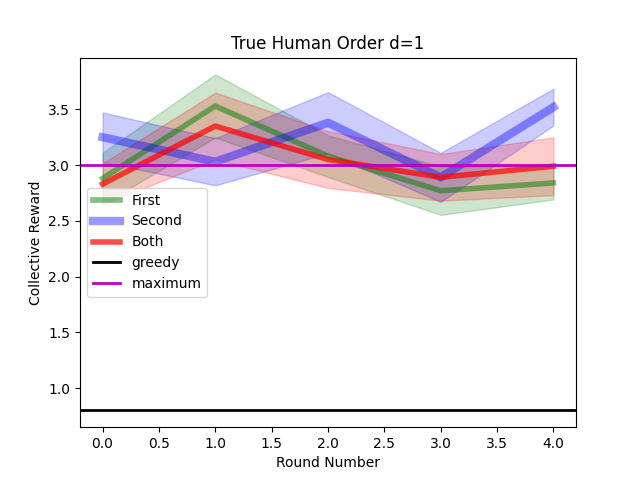 True Human Order d=1
Collective Reward
3.5
3.0
2.5
2.0
1.5
1.0
First
Second
Both
greedy
maximum
0.0 0.5 1.0 1.5 2.0 2.5 3.0 3.5 4.0
Round Number